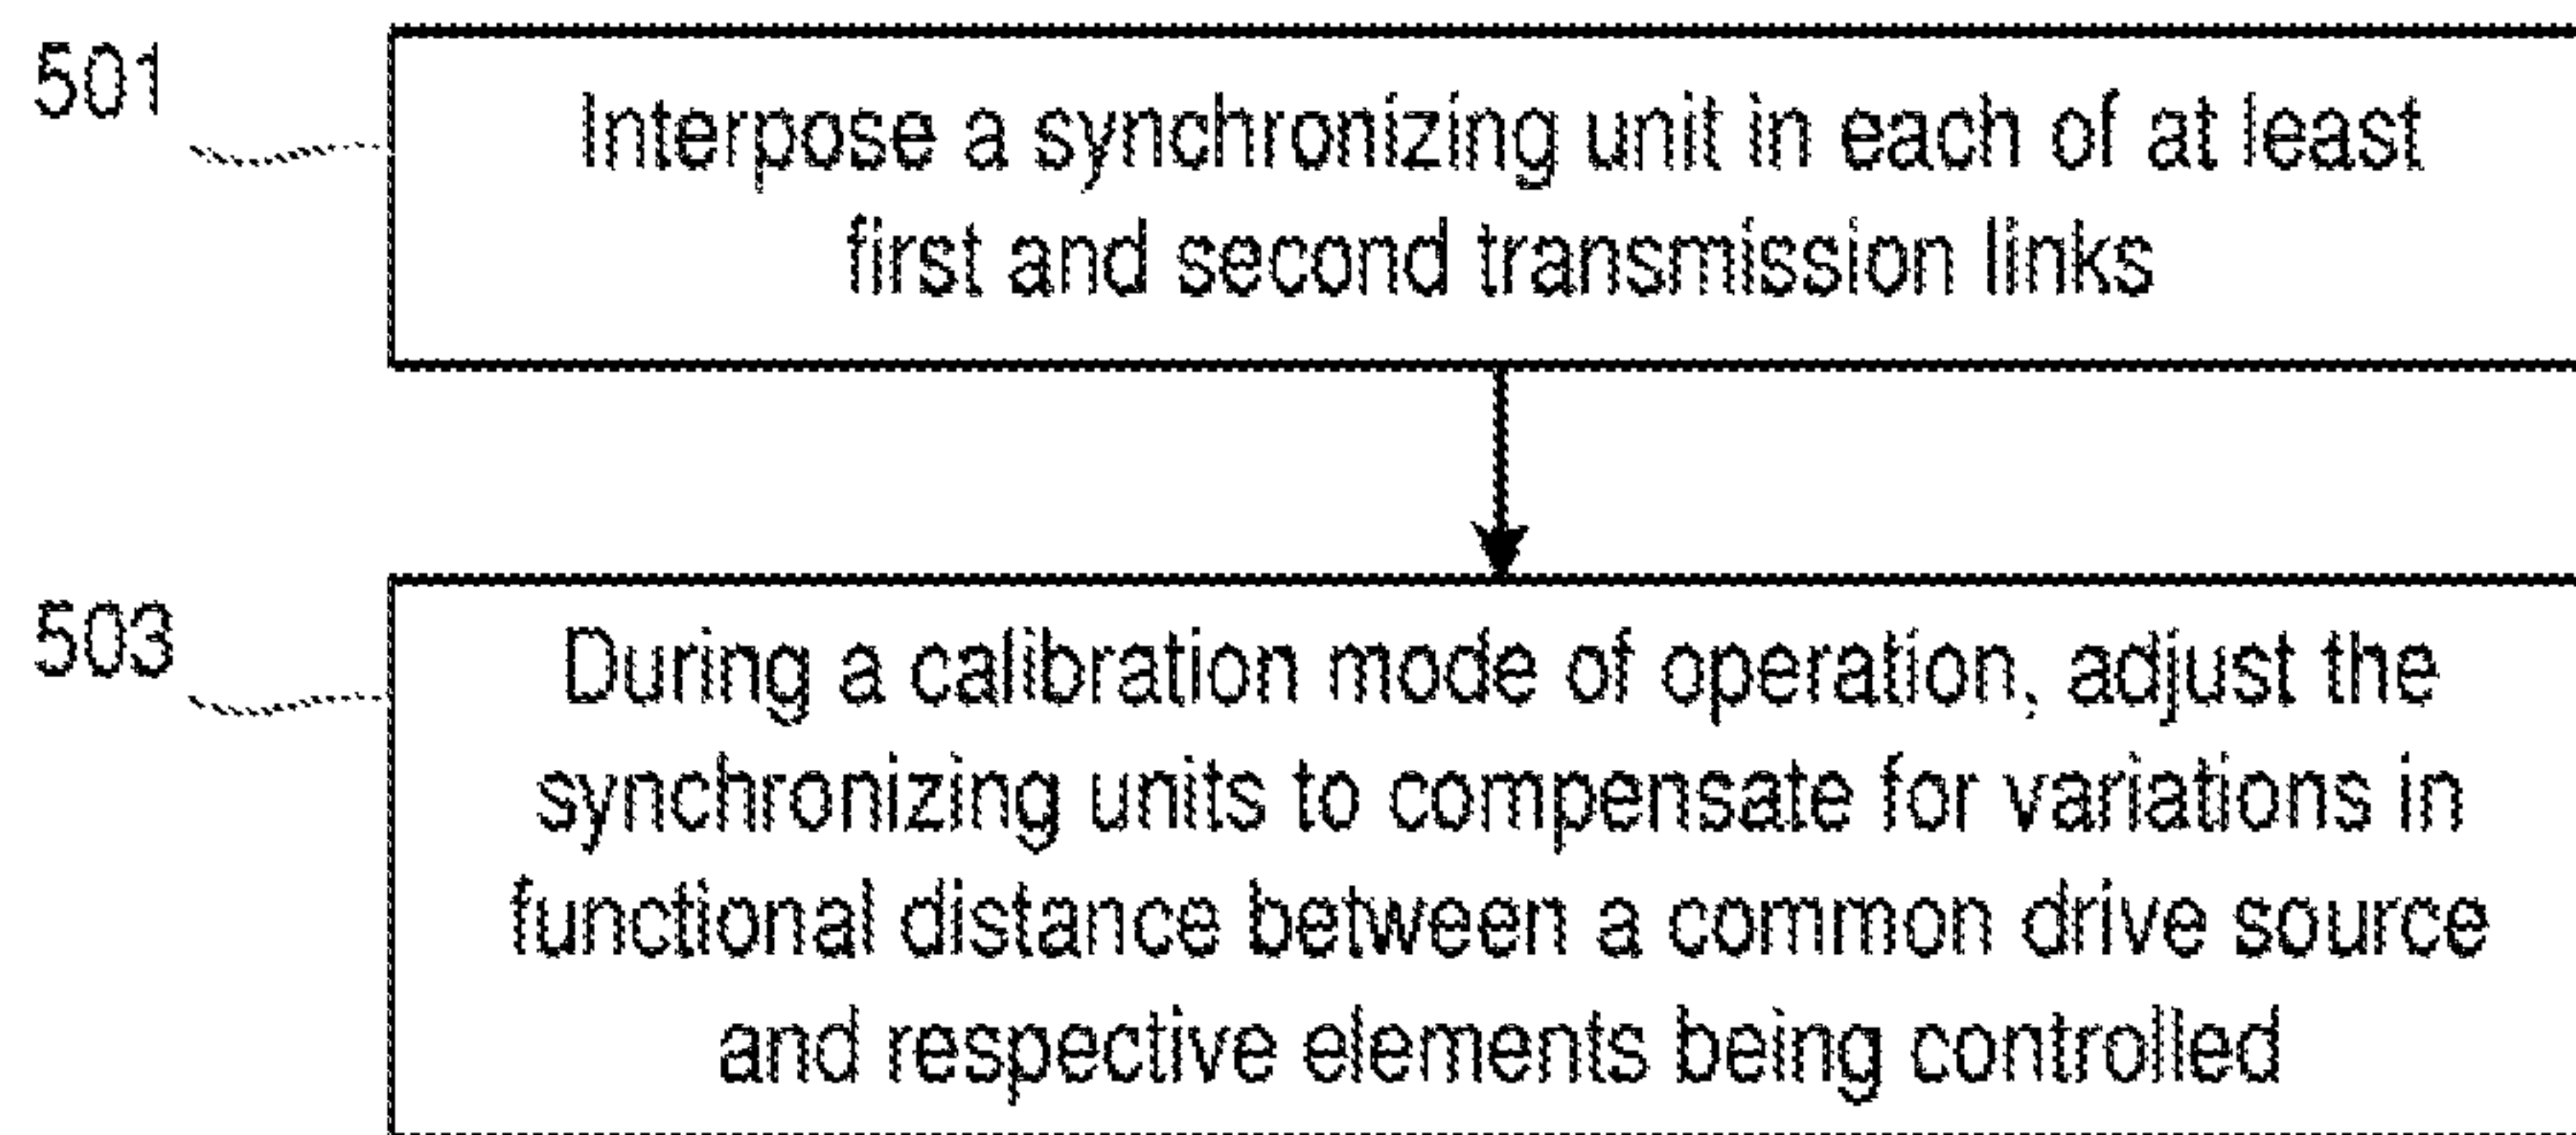 501
Interpose a synchronizing unit in each of at least
first and second transmission links
503
During a calibration mode of operation, adjust the
synchronizing units to compensate for variations in
functional distance between a common drive source
and respective elements being controlled